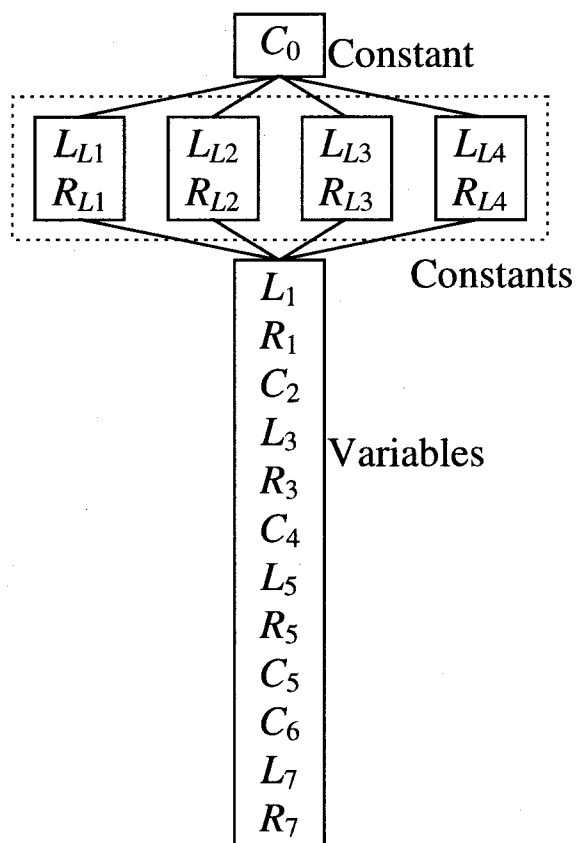 C0 Constant
LL1 LL2 LL3 LL4
RL1 RL2 RL3 RL4
Constants
L1
R1
C2
L3
Variables
R3
C4
L5
R5
C5
C6
L7
R7